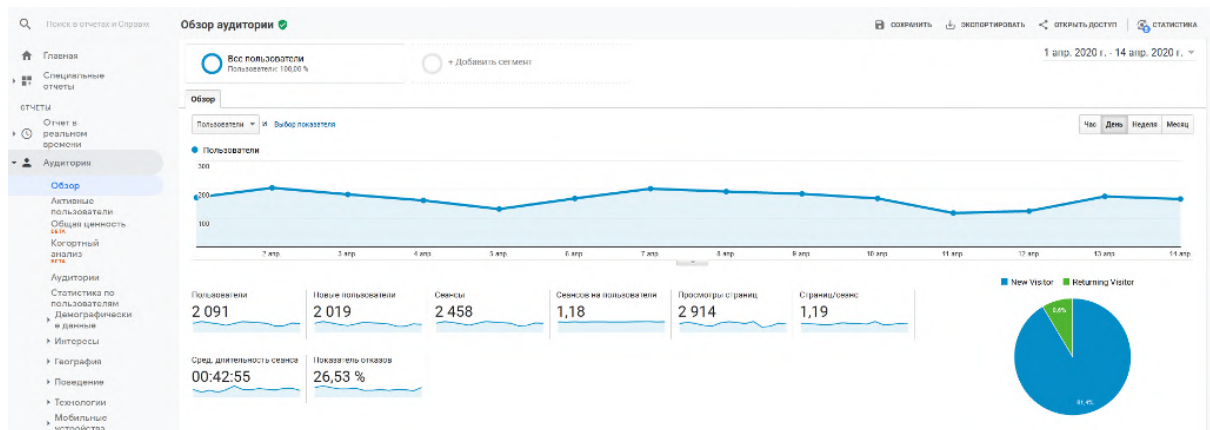 Поиск в отчетах и Справке
Обзор аудитории
СОХРАНИТЬ
ЭКСПОРТИРОВАТЬ
ОТКРЫТЬ ДОСТУП
СТАТИСТИКА
Главная
Специальные
отчеты
ОТЧЕТЫ
Отчет в
реальном
времени
Аудитория
Обзор
Активные
пользователи
Общая ценность
БЕТА
Когортный
анализ
БЕТА
Аудитории
Статистика по
пользователям
Демографически
е данные
Интересы
География
Поведение
Технологии
Мобильные
устройства
Все пользователи
Пользователи: 100,00 %
+ Добавить сегмент
1 апр. 2020 г. - 14 апр. 2020 г.
Обзор
Пользователи
и
Выбор показателя
Час День Неделя Месяц
Пользователи
300
200
100
2 апр. 3 апр. 4 апр. 5 апр. 6 апр. 7 апр. 8 апр. 9 апр. 10 апр. 11 апр. 12 апр. 13 апр. 14 апр.
Пользователи
2 091
Новые пользователи
2 019
Сеансы
2 458
Сеансов на пользователя
1,18
Просмотры страниц
2 914
Страниц/сеанс
1,19
Сред. длительность сеанса
00:42:55
Показатель отказов
26,53 %
New Visitor Returning Visitor
8,6%
91,4%